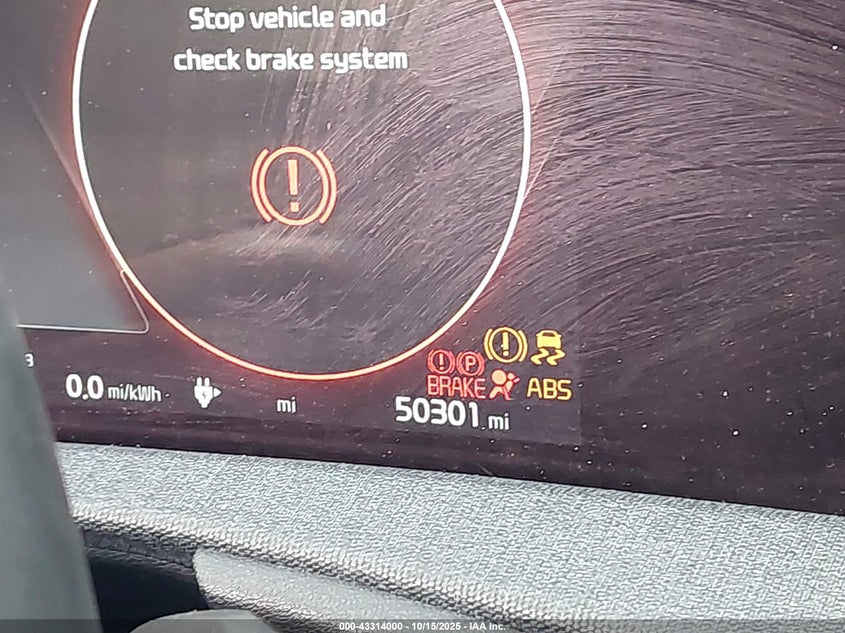 Stop vehicle and
check brake system
!
! P ! 
BRAKE ABS
3
0.0 mi/kWh
mi
50301 mi
000-43314000 - 10/15/2025 - IAA Inc.